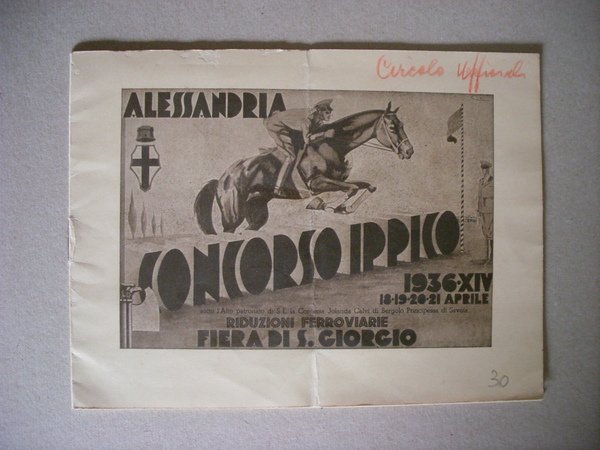 Circolo Ufficiali
ALESSANDRIA
CONCORSO IPPICO
1936·XIV
18-19-20-21 APRILE
sotto l'Alto patronato di S.E. la Contessa Jolanda Calvi di Bergolo Principessa di Savoia
RIDUZIONI FERROVIARIE
FIERA DI S. GIORGIO
30